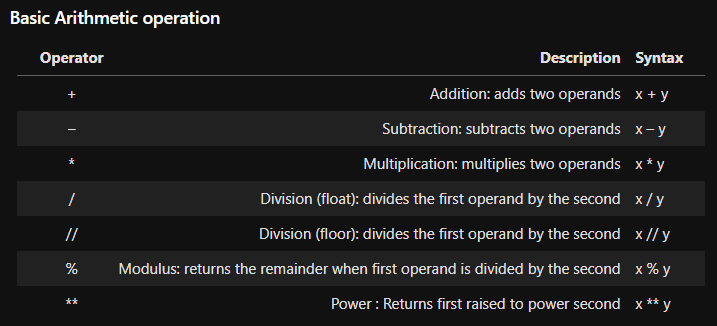 Basic Arithmetic operation
Operator Description Syntax
+ Addition: adds two operands x + y
– Subtraction: subtracts two operands x – y
* Multiplication: multiplies two operands x * y
/ Division (float): divides the first operand by the second x / y
// Division (floor): divides the first operand by the second x // y
% Modulus: returns the remainder when first operand is divided by the second x % y
** Power : Returns first raised to power second x ** y